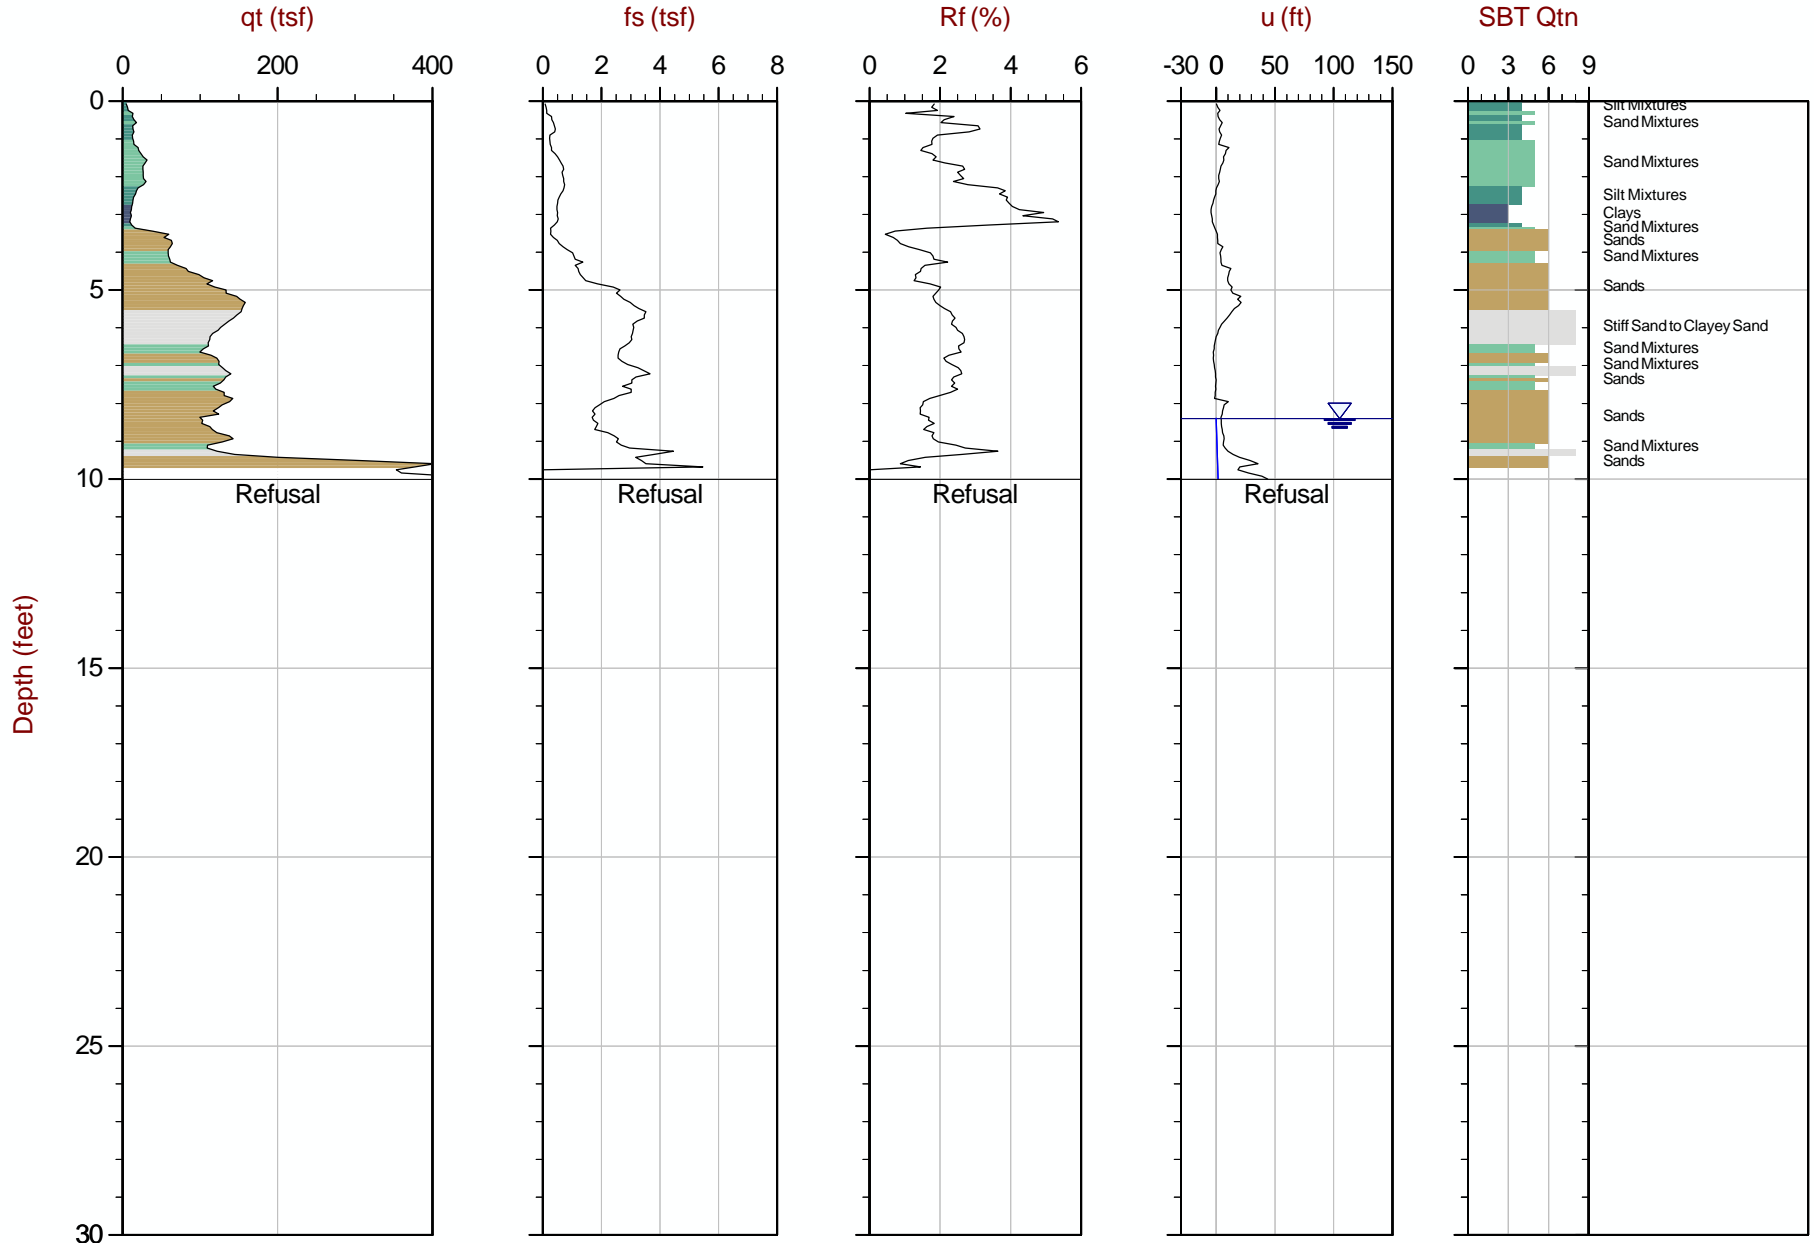 qt (tsf) fs (tsf) Rf (%) u (ft) SBT Qtn
0 200 400 0 2 4 6 8 0 2 4 6 -30 0 50 100 150 0 3 6 9
0
Silt Mixtures
Sand Mixtures
Sand Mixtures
Silt Mixtures
Clays
Sand Mixtures
Sands
Sand Mixtures
5
Sands
Stiff Sand to Clayey Sand
Sand Mixtures
Sand Mixtures
Sands
Sands
Sand Mixtures
Sands
10
Refusal Refusal Refusal Refusal
Depth (feet)
15
20
25
30